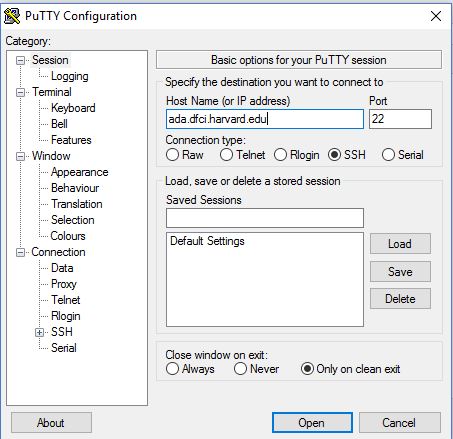 PuTTY Configuration
Category:
Session
Logging
Terminal
Keyboard
Bell
Features
Window
Appearance
Behaviour
Translation
Selection
Colours
Connection
Data
Proxy
Telnet
Rlogin
SSH
Serial
Basic options for your PuTTY session
Specify the destination you want to connect to
Host Name (or IP address) Port
ada.dfci.harvard.edu 22
Connection type:
Raw Telnet Rlogin SSH Serial
Load, save or delete a stored session
Saved Sessions
Default Settings
Load
Save
Delete
Close window on exit:
Always Never Only on clean exit
About Open Cancel